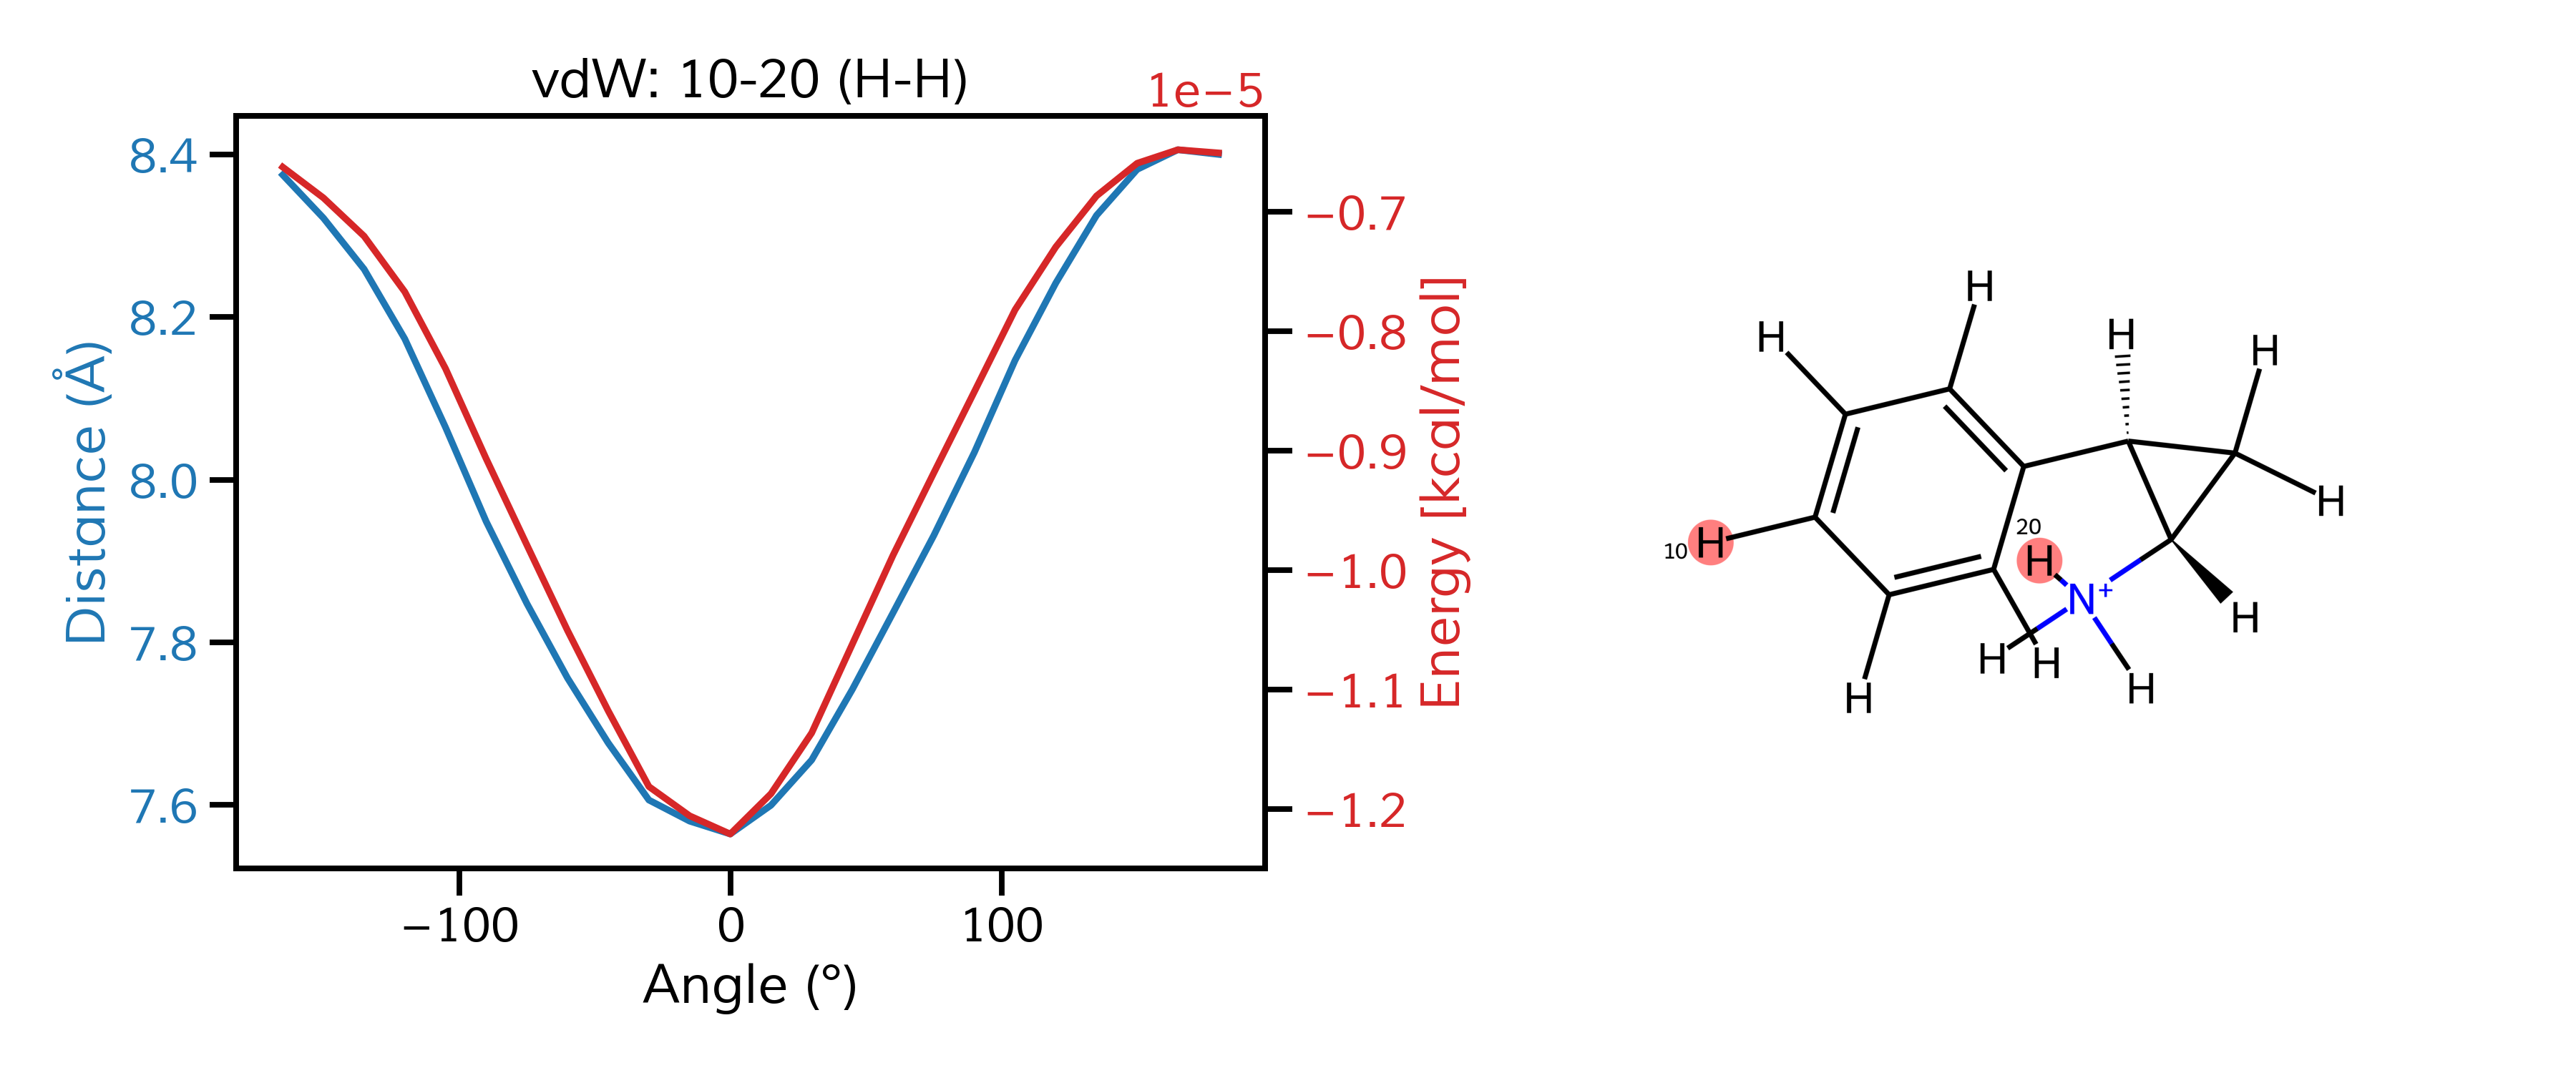 vdW: 10-20 (H-H)
1e−5
Distance (Å)
8.4
8.2
8.0
7.8
7.6
−0.7
−0.8
−0.9
−1.0
−1.1
−1.2
Energy [kcal/mol]
−100 0 100
Angle (°)
H
H
H
H
H
20
10 H
H
N+
H
H
H
H
H